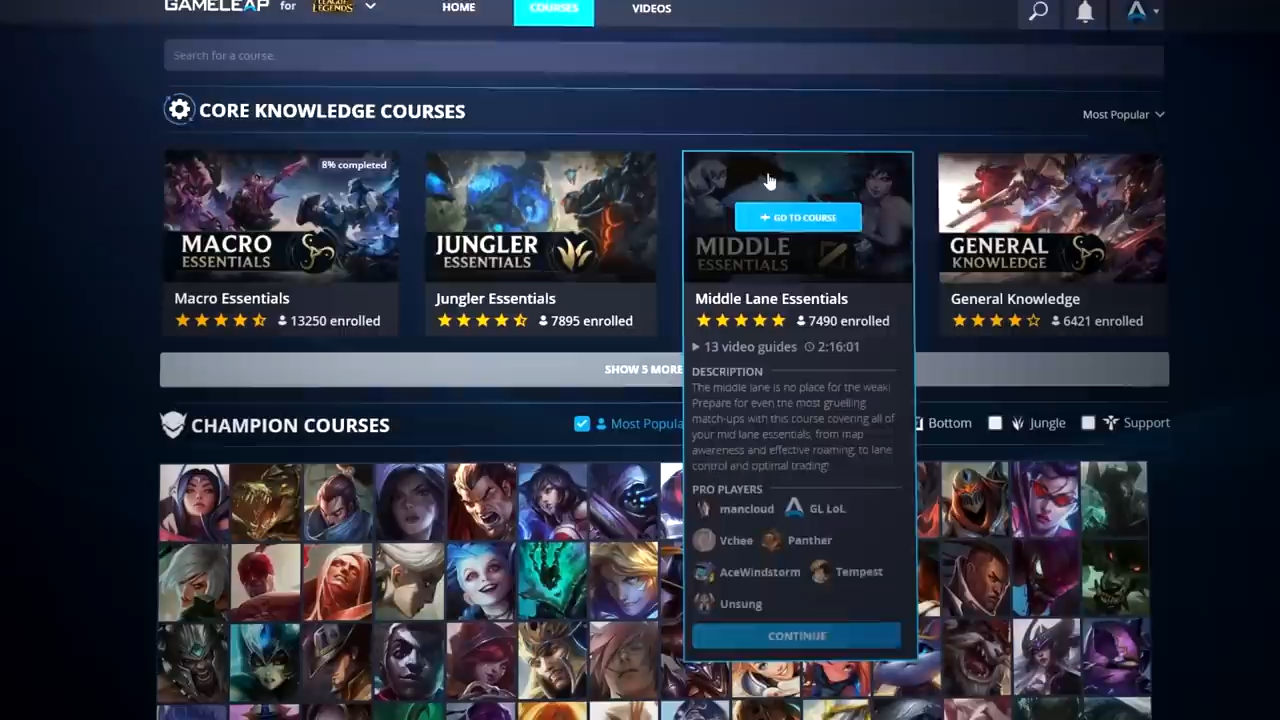 GAMELEAP for LEAGUE LEGENDS
HOME
COURSES
VIDEOS
Search for a course.
CORE KNOWLEDGE COURSES
Most Popular
8% completed
MACRO
ESSENTIALS
Macro Essentials
13250 enrolled
JUNGLER
ESSENTIALS
Jungler Essentials
7895 enrolled
GO TO COURSE
MIDDLE
ESSENTIALS
Middle Lane Essentials
7490 enrolled
13 video guides 2:16:01
DESCRIPTION
The middle lane is no place for the weak!
Prepare for even the most gruelling
match-ups with this course covering all of
your mid lane essentials, from map
awareness and effective roaming, to lane
control and optimal trading!
PRO PLAYERS
mancloud GL LoL
Vchee Panther
AceWindstorm Tempest
Unsung
CONTINUE
GENERAL
KNOWLEDGE
General Knowledge
6421 enrolled
SHOW 5 MORE
CHAMPION COURSES
Most Popula
Bottom
Jungle
Support